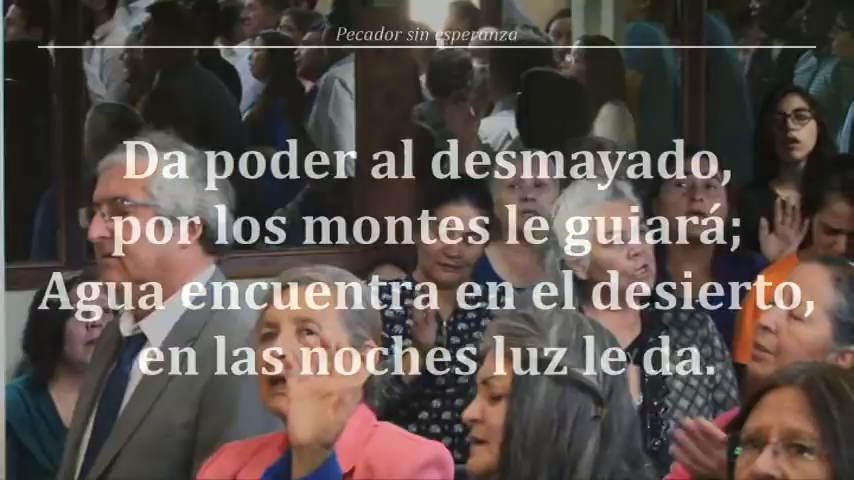 Pecador sin esperanza
Da poder al desmayado,
por los montes le guiará;
Agua encuentra en el desierto,
en las noches luz le da.